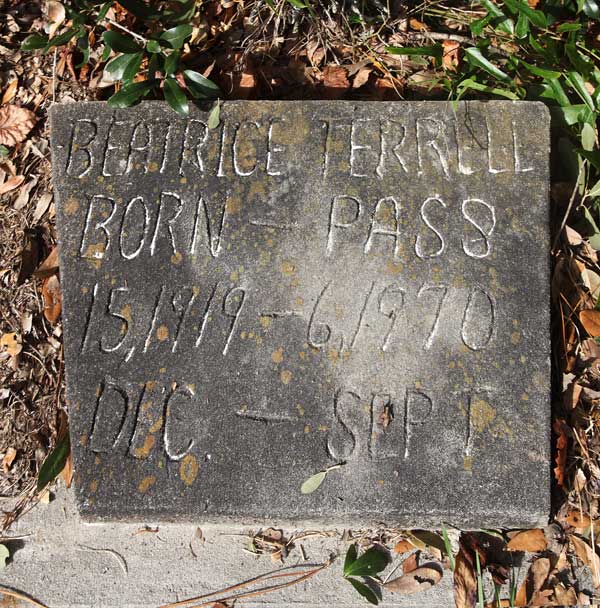 BEATRICE TERRELL
BORN — PASS
15, 1919 — 6, 1970
DEC. — SEPT